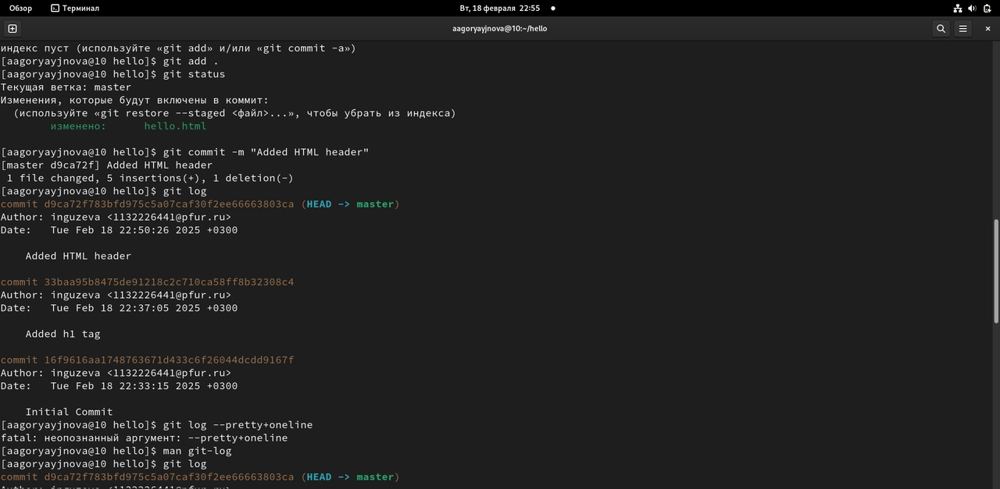 Обзор Терминал Вт, 18 февраля 22:55
aagoryayjnova@10:~/hello
индекс пуст (используйте «git add» и/или «git commit -a»)
[aagoryayjnova@10 hello]$ git add .
[aagoryayjnova@10 hello]$ git status
Текущая ветка: master
Изменения, которые будут включены в коммит:
  (используйте «git restore --staged <файл>...», чтобы убрать из индекса)
        изменено:      hello.html
[aagoryayjnova@10 hello]$ git commit -m "Added HTML header"
[master d9ca72f] Added HTML header
 1 file changed, 5 insertions(+), 1 deletion(-)
[aagoryayjnova@10 hello]$ git log
commit d9ca72f783bfd975c5a07caf30f2ee66663803ca (HEAD -> master)
Author: inguzeva <1132226441@pfur.ru>
Date:   Tue Feb 18 22:50:26 2025 +0300
    Added HTML header
commit 33baa95b8475de91218c2c710ca58ff8b32308c4
Author: inguzeva <1132226441@pfur.ru>
Date:   Tue Feb 18 22:37:05 2025 +0300
    Added h1 tag
commit 16f9616aa1748763671d433c6f26044dcdd9167f
Author: inguzeva <1132226441@pfur.ru>
Date:   Tue Feb 18 22:33:15 2025 +0300
    Initial Commit
[aagoryayjnova@10 hello]$ git log --pretty+oneline
fatal: неопознанный аргумент: --pretty+oneline
[aagoryayjnova@10 hello]$ man git-log
[aagoryayjnova@10 hello]$ git log
commit d9ca72f783bfd975c5a07caf30f2ee66663803ca (HEAD -> master)
Author: inguzeva <1132226441@pfur.ru>